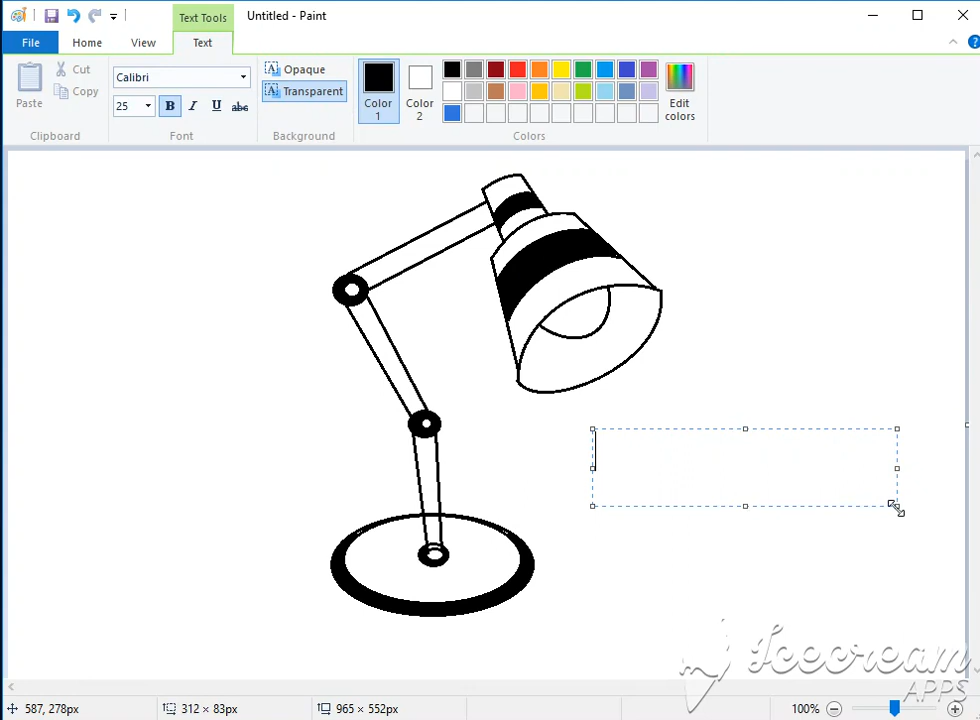 Text Tools
Untitled - Paint
File
Home
View
Text
Paste
Cut
Copy
Clipboard
Calibri
25
B
I
U
abc
Font
Opaque
Transparent
Background
Color
1
Color
2
Edit
colors
Colors
587, 278px
312 × 83px
965 × 552px
100%
Icecream
APPS